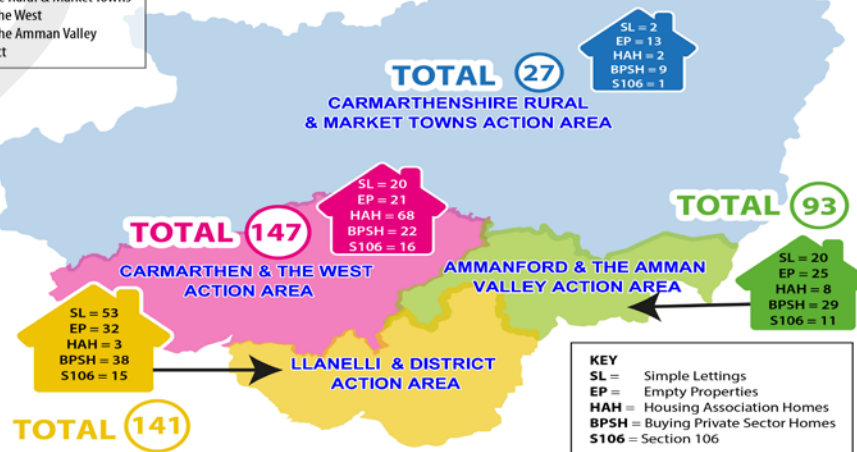 Rural & Market Towns
he West
he Amman Valley
ct
SL = 2
EP = 13
HAH = 2
BPSH = 9
S106 = 1
TOTAL 27
CARMARTHENSHIRE RURAL
& MARKET TOWNS ACTION AREA
SL = 20
EP = 21
HAH = 68
BPSH = 22
S106 = 16
TOTAL 147
CARMARTHEN & THE WEST
ACTION AREA
TOTAL 93
SL = 20
EP = 25
HAH = 8
BPSH = 29
S106 = 11
AMMANFORD & THE AMMAN
VALLEY ACTION AREA
SL = 53
EP = 32
HAH = 3
BPSH = 38
S106 = 15
LLANELLI & DISTRICT
ACTION AREA
TOTAL 141
KEY
SL = Simple Lettings
EP = Empty Properties
HAH = Housing Association Homes
BPSH = Buying Private Sector Homes
S106 = Section 106